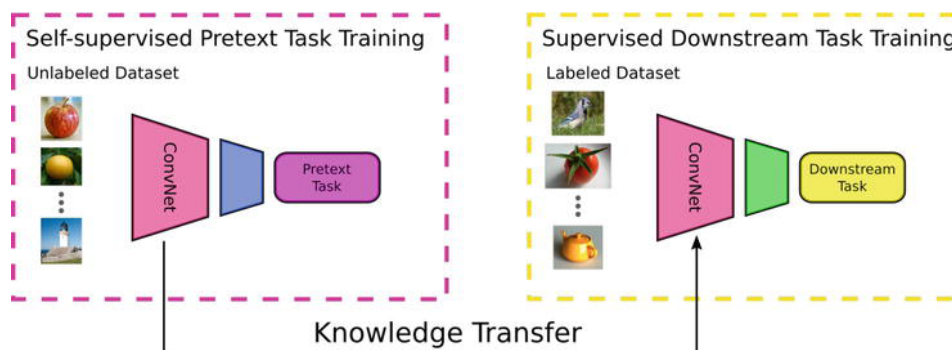 Self-supervised Pretext Task Training
Unlabeled Dataset
ConvNet
Pretext
Task
Supervised Downstream Task Training
Labeled Dataset
ConvNet
Downstream
Task
Knowledge Transfer